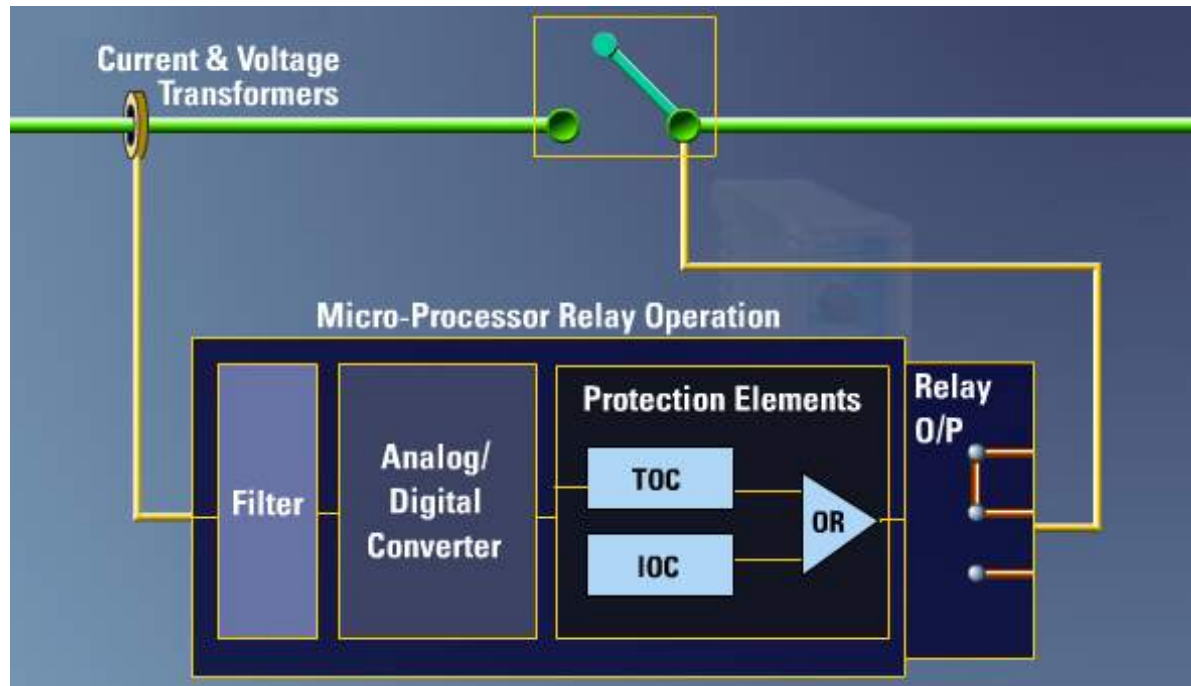 Current & Voltage
Transformers
Micro-Processor Relay Operation
Filter
Analog/
Digital
Converter
Protection Elements
TOC
IOC
OR
Relay
O/P